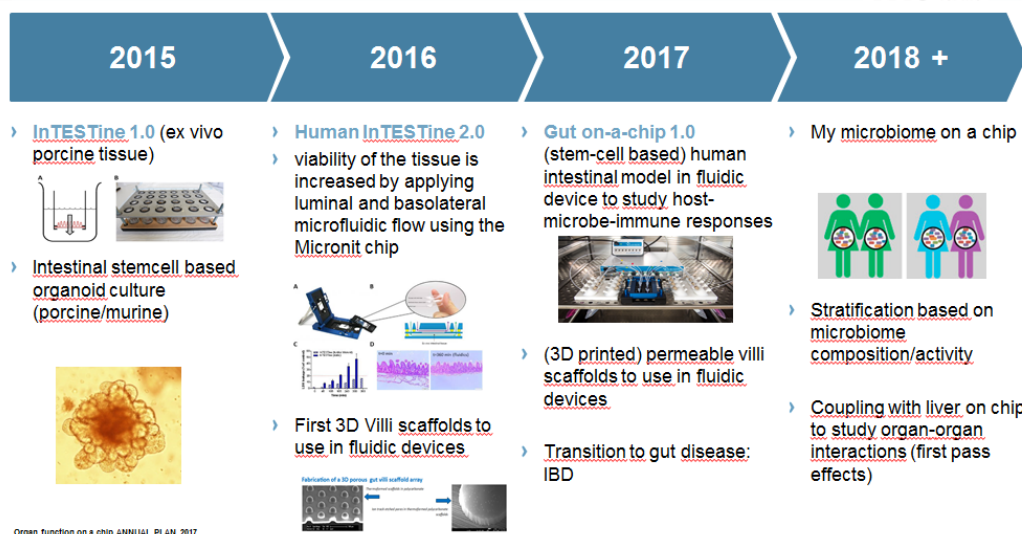 2015
2016
2017
2018 +
InTESTine 1.0 (ex vivo
porcine tissue)
A
B
Intestinal stemcell based
organoid culture
(porcine/murine)
Human InTESTine 2.0
viability of the tissue is
increased by applying
luminal and basolateral
microfluidic flow using the
Micronit chip
A
B
C
D
First 3D Villi scaffolds to
use in fluidic devices
Fabrication of a 3D porous gut villi scaffold array
Gut on-a-chip 1.0
(stem-cell based) human
intestinal model in fluidic
device to study host-
microbe-immune responses
(3D printed) permeable villi
scaffolds to use in fluidic
devices
Transition to gut disease:
IBD
My microbiome on a chip
Stratification based on
microbiome
composition/activity
Coupling with liver on chip
to study organ-organ
interactions (first pass
effects)
Organ function on a chip ANNUAL PLAN 2017